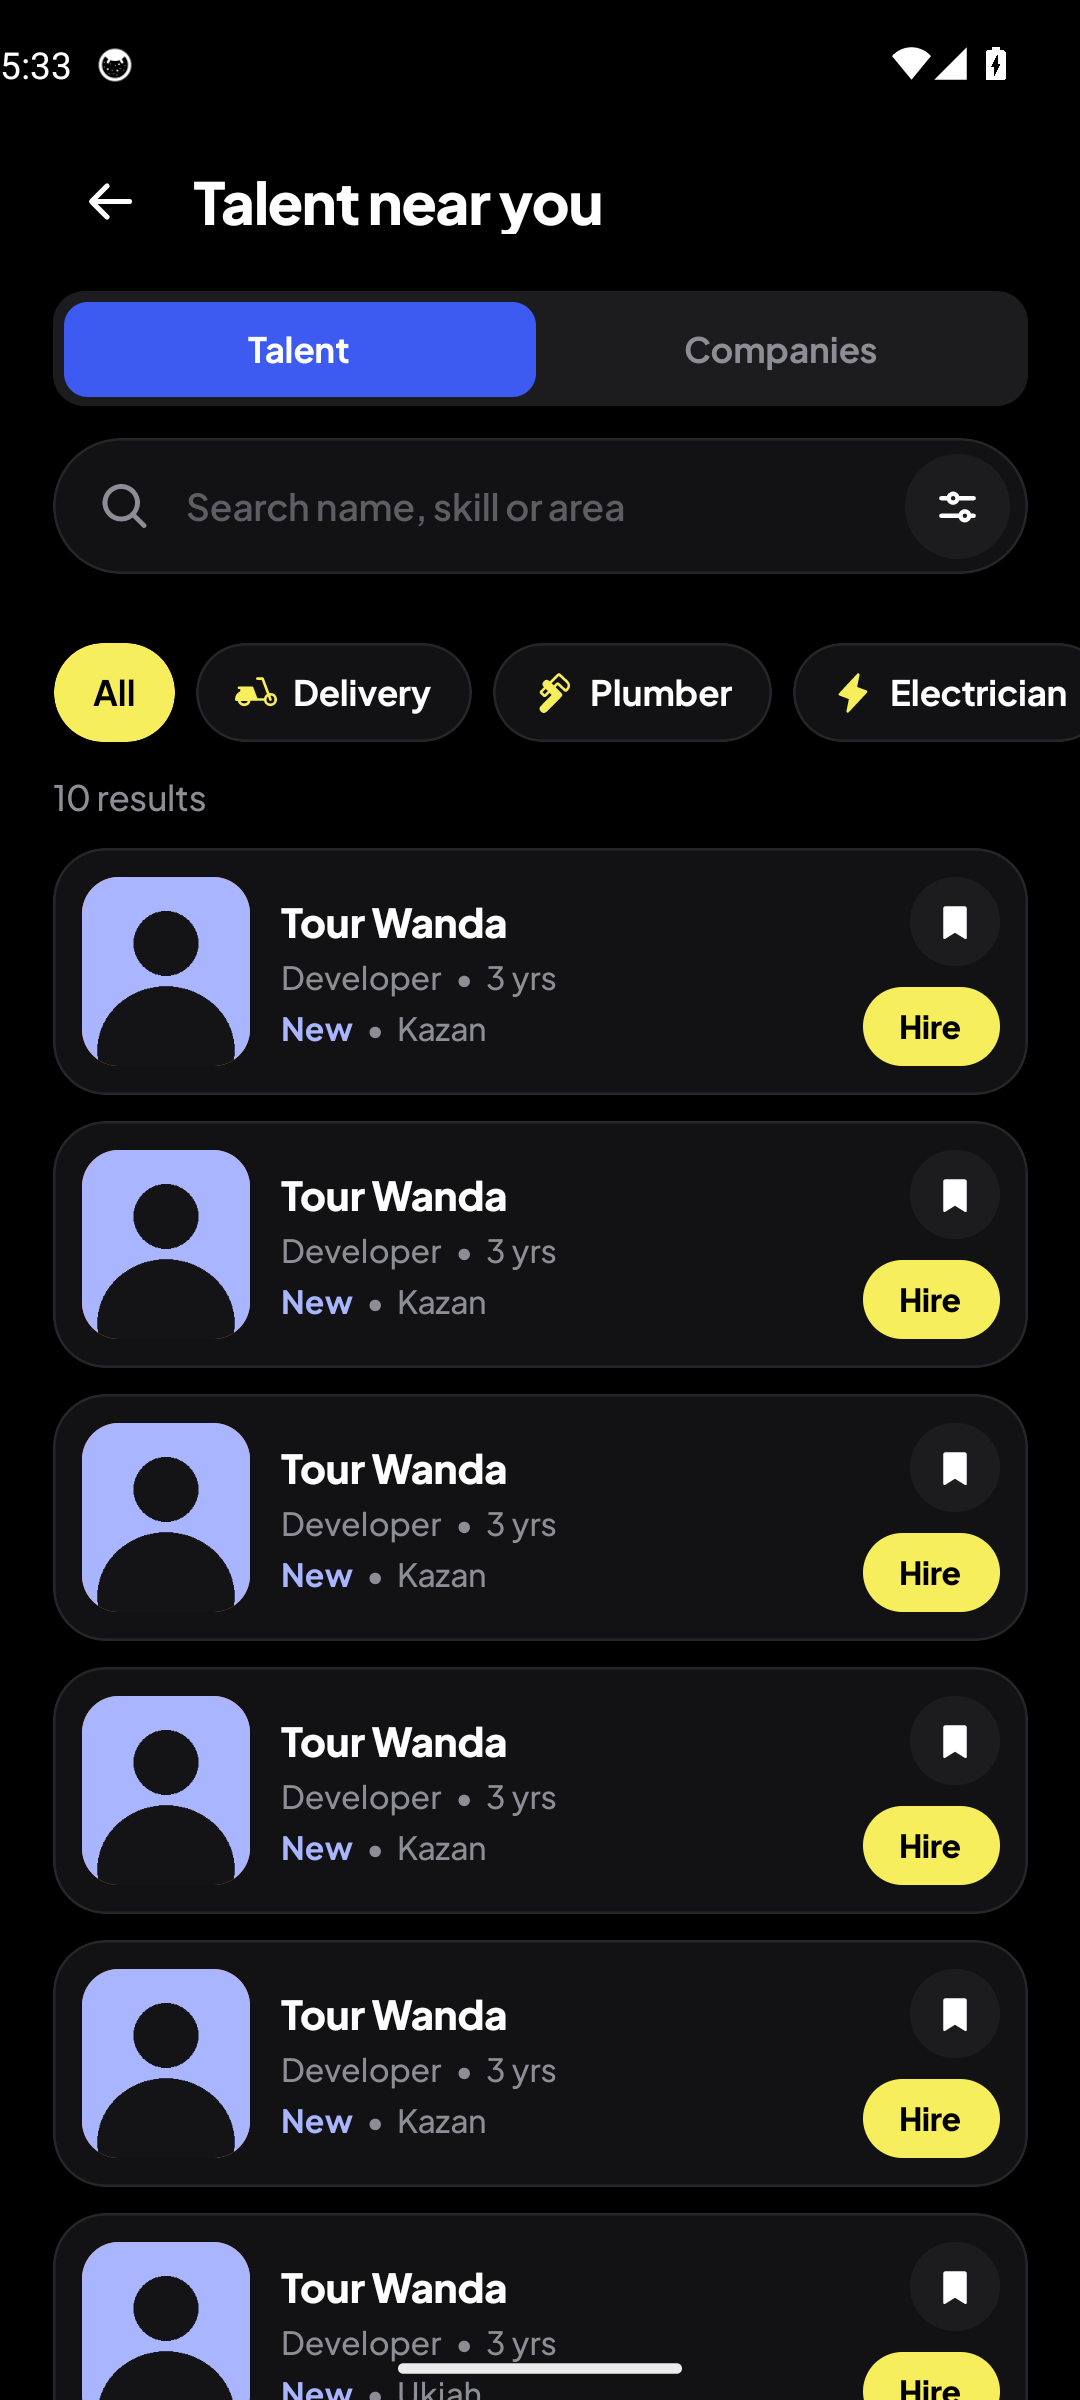 5:33
Talent near you
Talent
Companies
Search name, skill or area
All
Delivery
Plumber
Electrician
10 results
Tour Wanda
Developer • 3 yrs
New • Kazan
Hire
Tour Wanda
Developer • 3 yrs
New • Kazan
Hire
Tour Wanda
Developer • 3 yrs
New • Kazan
Hire
Tour Wanda
Developer • 3 yrs
New • Kazan
Hire
Tour Wanda
Developer • 3 yrs
New • Kazan
Hire
Tour Wanda
Developer • 3 yrs
New • Ukiah
Hire